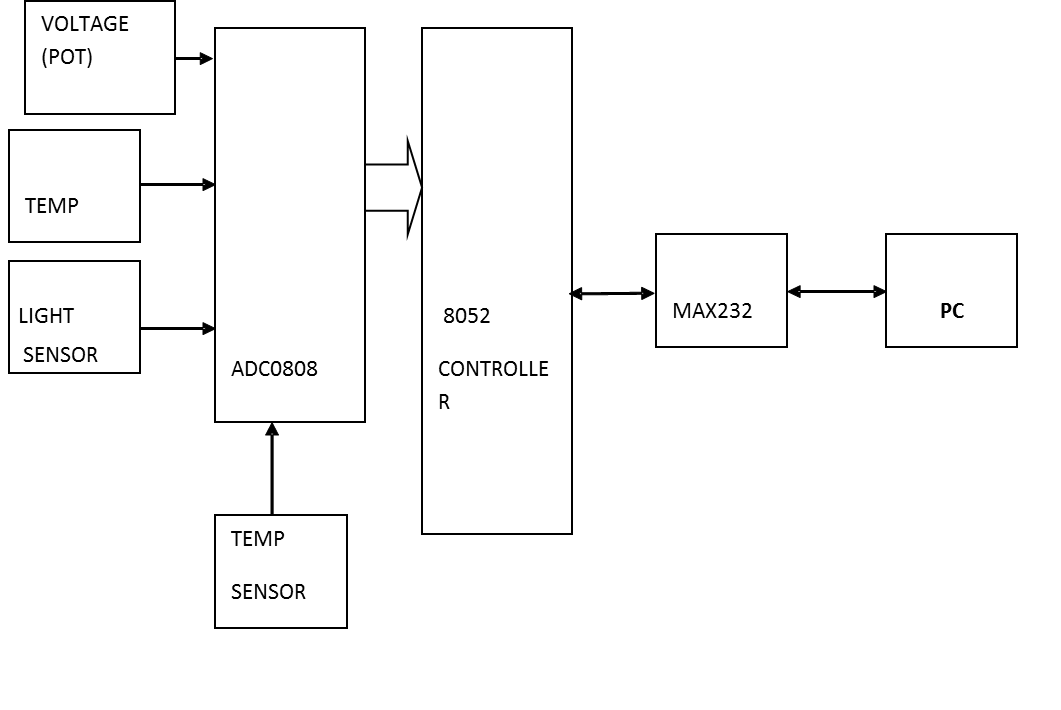 VOLTAGE
(POT)
TEMP
LIGHT
SENSOR
ADC0808
8052
CONTROLLE
R
MAX232
PC
TEMP
SENSOR